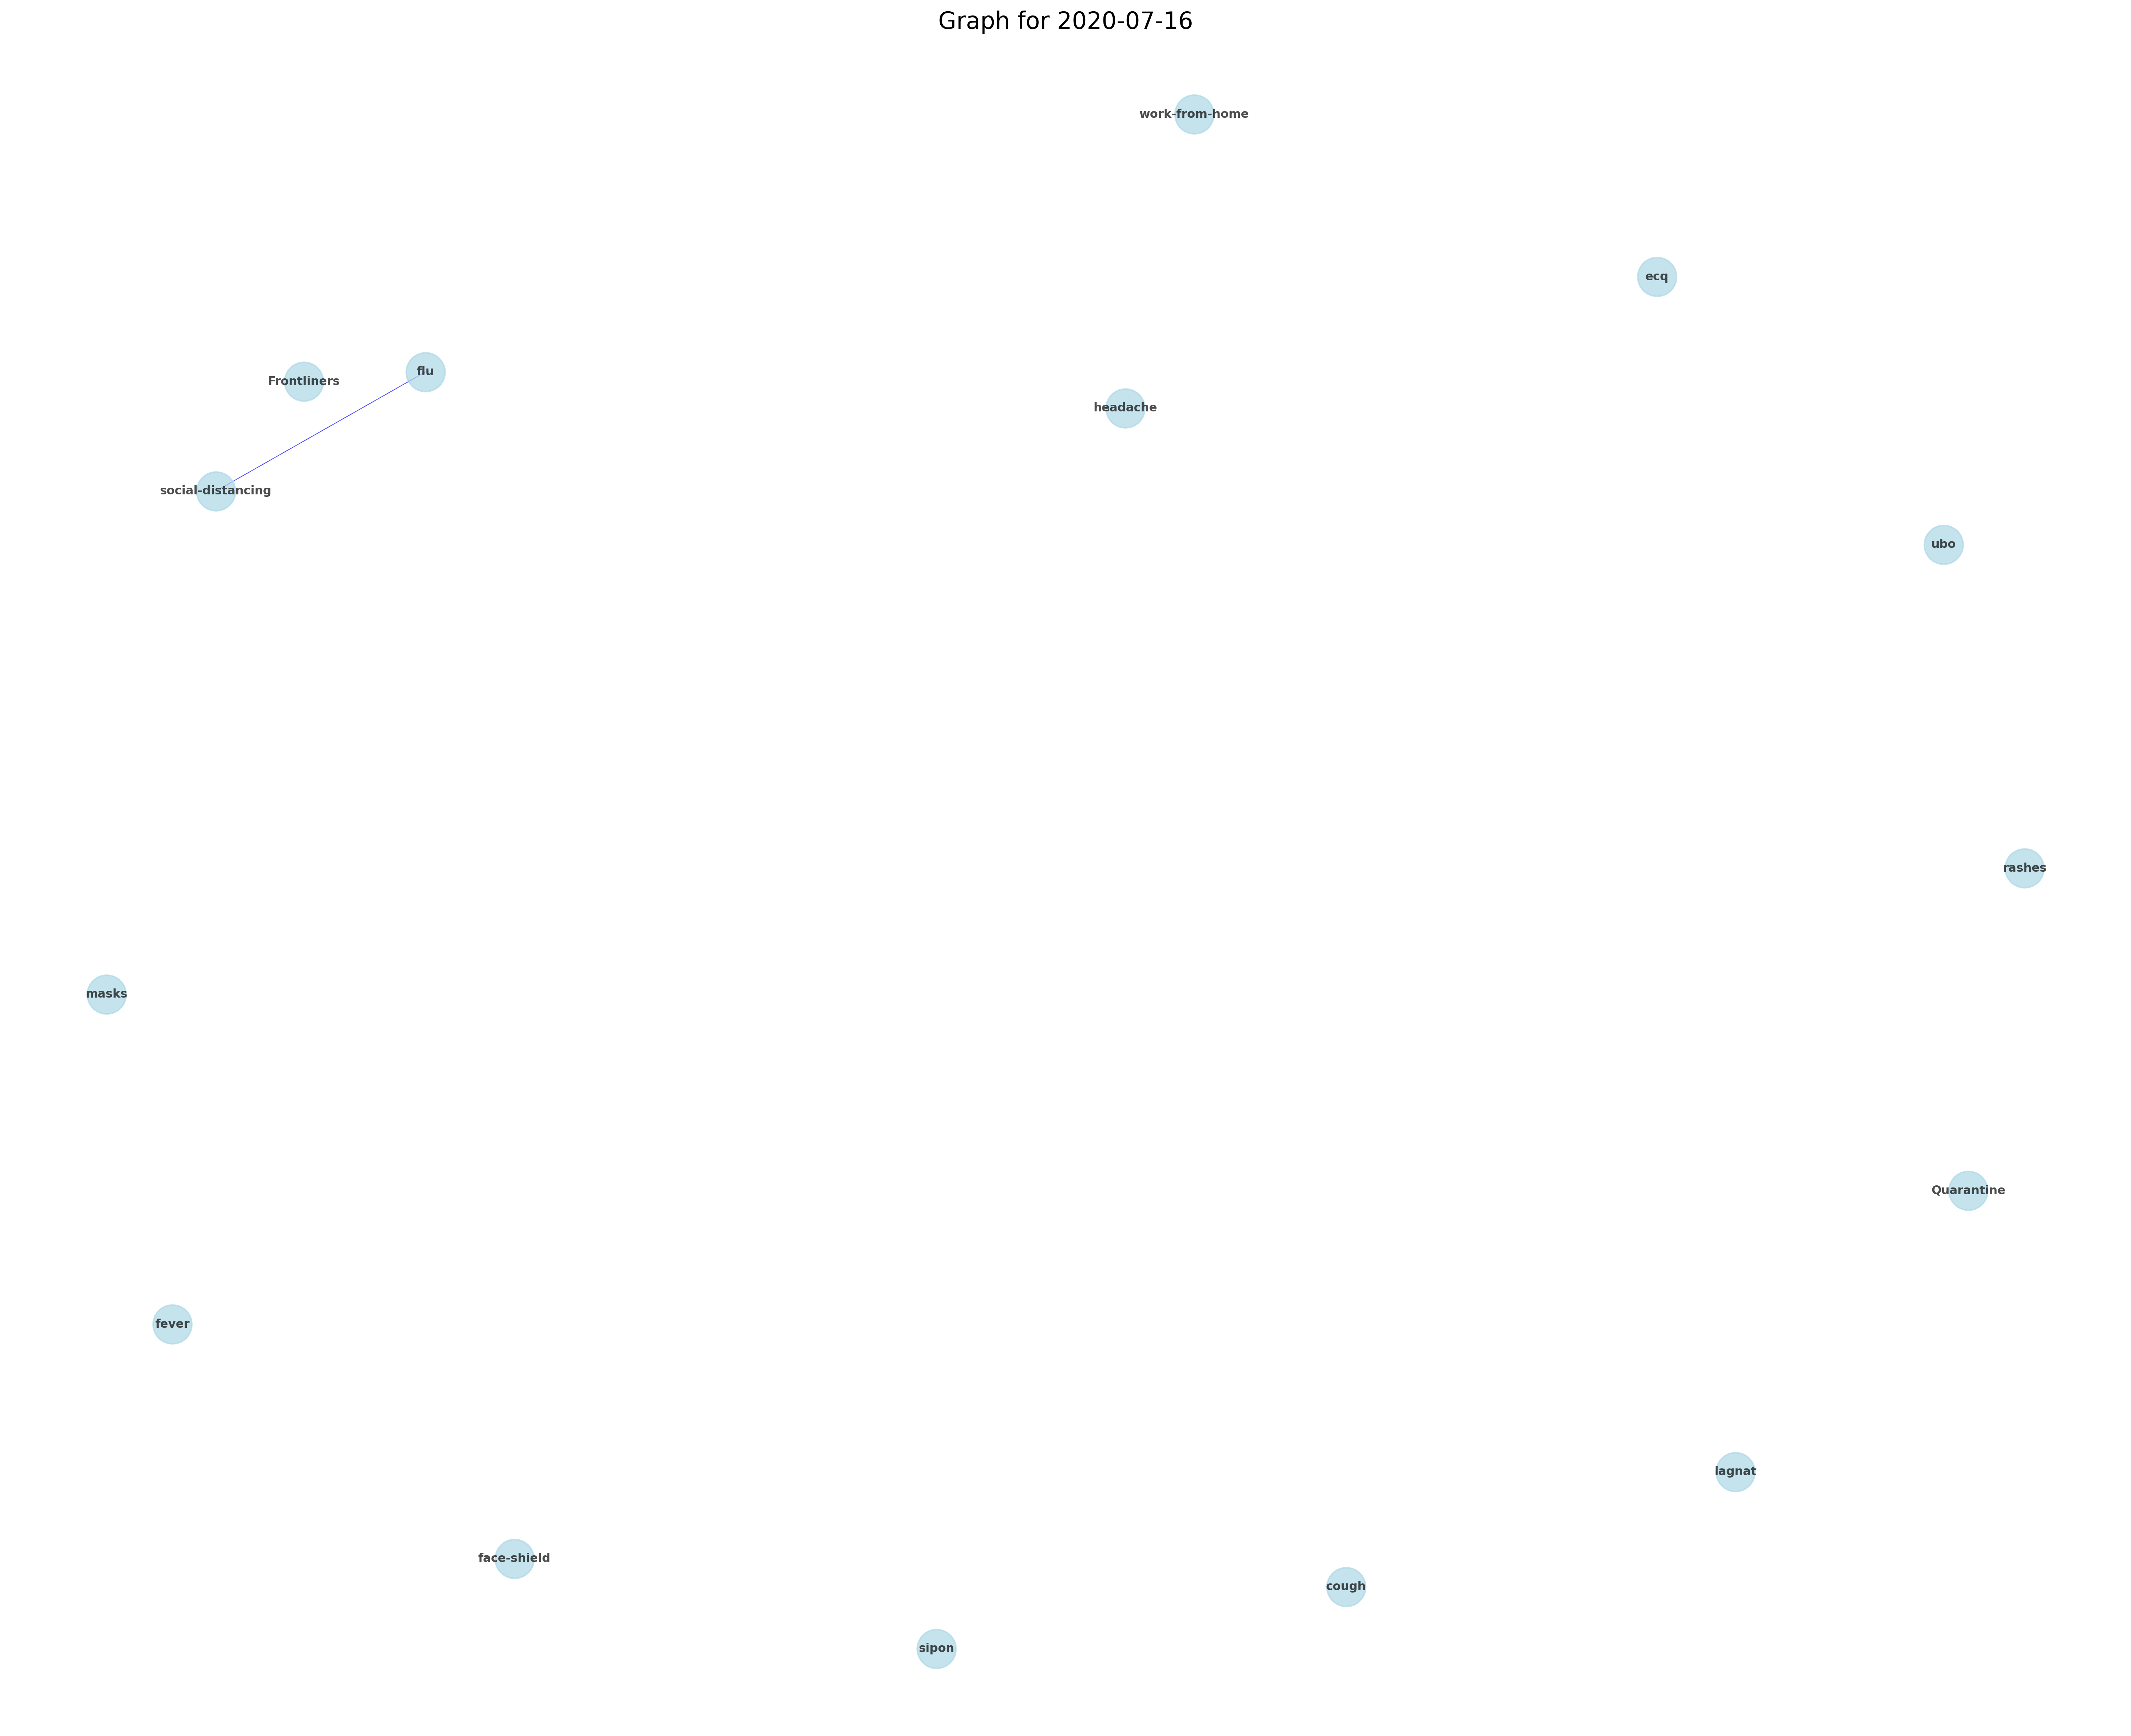 Graph for 2020-07-16
work-from-home
ecq
flu
Frontliners
headache
social-distancing
ubo
rashes
masks
Quarantine
fever
lagnat
face-shield
cough
sipon